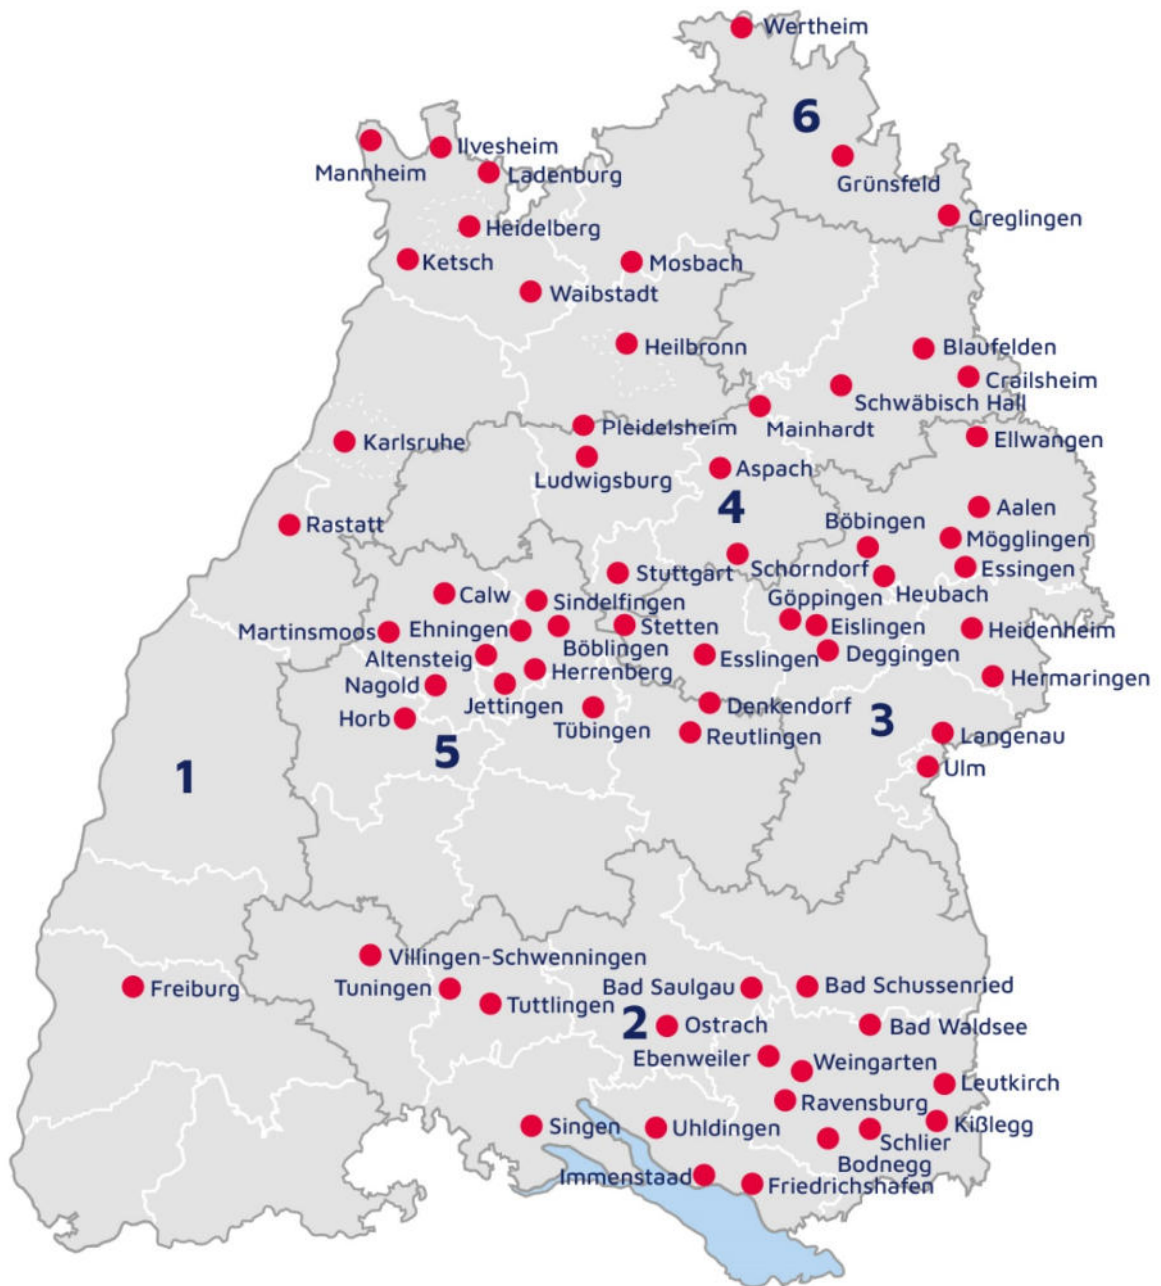 Wertheim
6
Ilvesheim
Mannheim
Ladenburg
Grünsfeld
Creglingen
Heidelberg
Ketsch
Mosbach
Waibstadt
Heilbronn
Blaufelden
Crailsheim
Schwäbisch Hall
Mainhardt
Pleidelsheim
Karlsruhe
Ellwangen
Aspach
Ludwigsburg
4
Aalen
Rastatt
Böbingen
Mögglingen
Schorndorf
Essingen
Stuttgart
Calw
Heubach
Göppingen
Sindelfingen
Martinsmoos
Ehningen
Stetten
Eislingen
Heidenheim
Böblingen
Altensteig
Esslingen
Deggingen
Herrenberg
Hermaringen
Nagold
Jettingen
Denkendorf
Horb
3
Tübingen
Reutlingen
Langenau
5
Ulm
1
Villingen-Schwenningen
Freiburg
Tuningen
Bad Saulgau
Bad Schussenried
Tuttlingen
2
Ostrach
Bad Waldsee
Ebenweiler
Weingarten
Leutkirch
Ravensburg
Singen
Uhldingen
Kißlegg
Schlier
Bodnegg
Immenstaad
Friedrichshafen